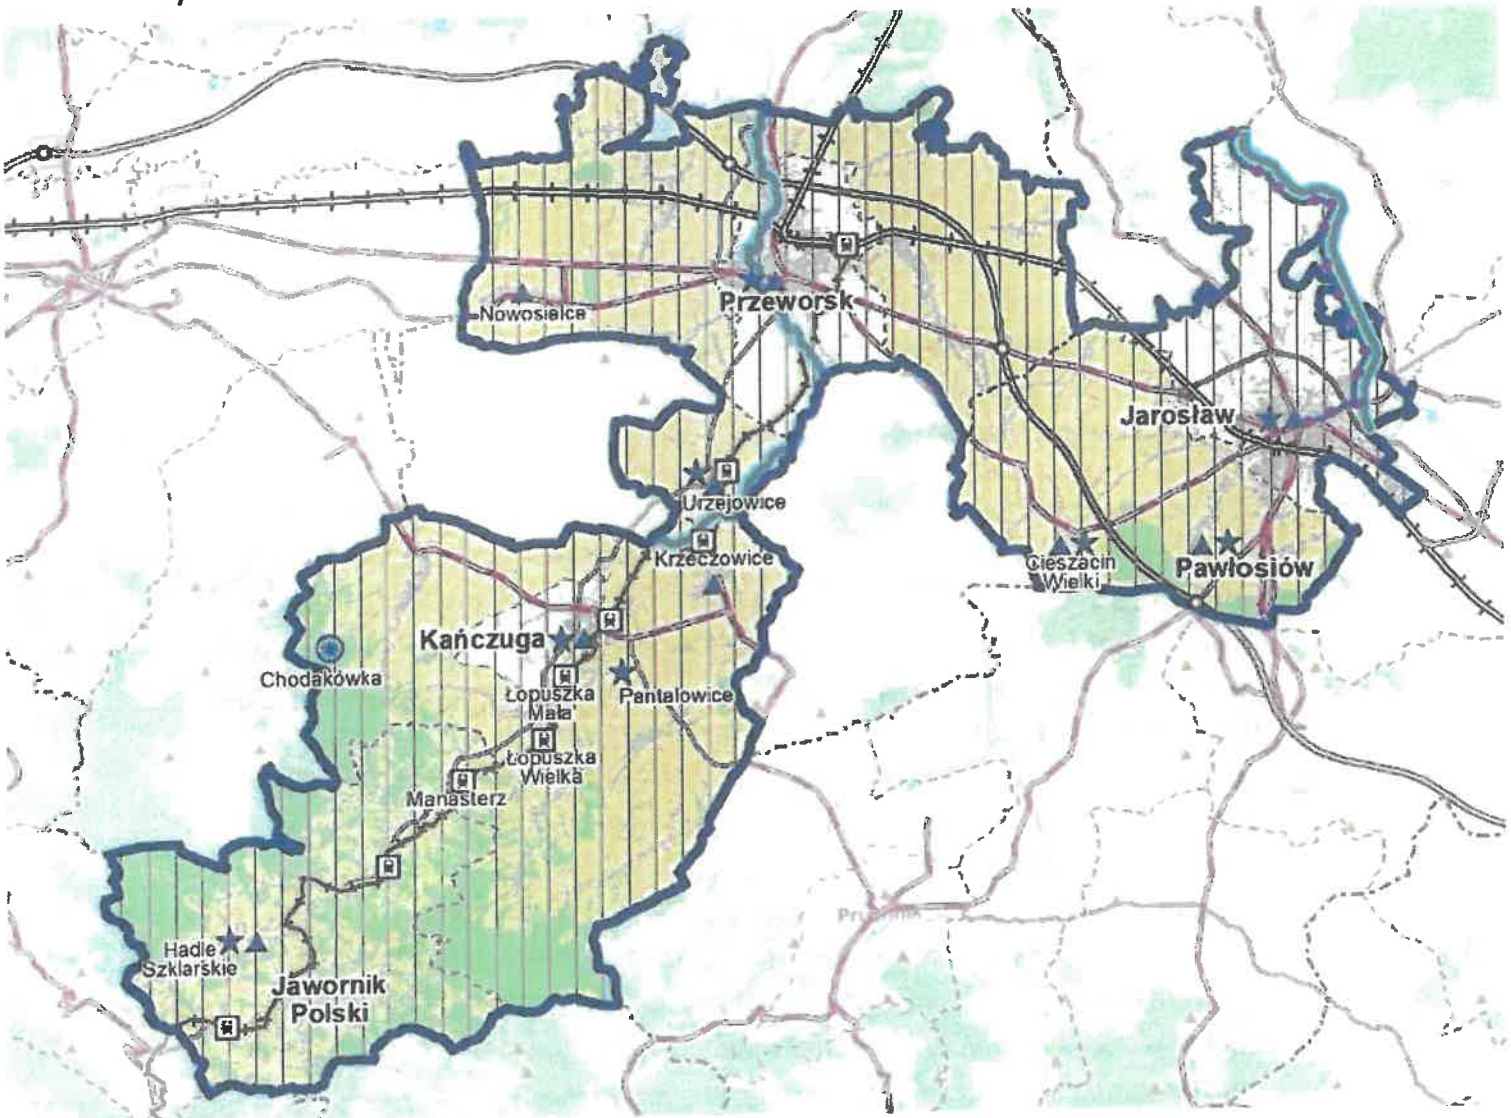 Przeworsk
Nowosielce
Jarosław
Urzejowice
Krzeczowice
Cieszacin
Wielki
Pawłosiów
Kańczuga
Chodakówka
Łopuszka
Mała
Pantalowice
Łopuszka
Wielka
Manasterz
Hadle
Szklarskie
Jawornik
Polski